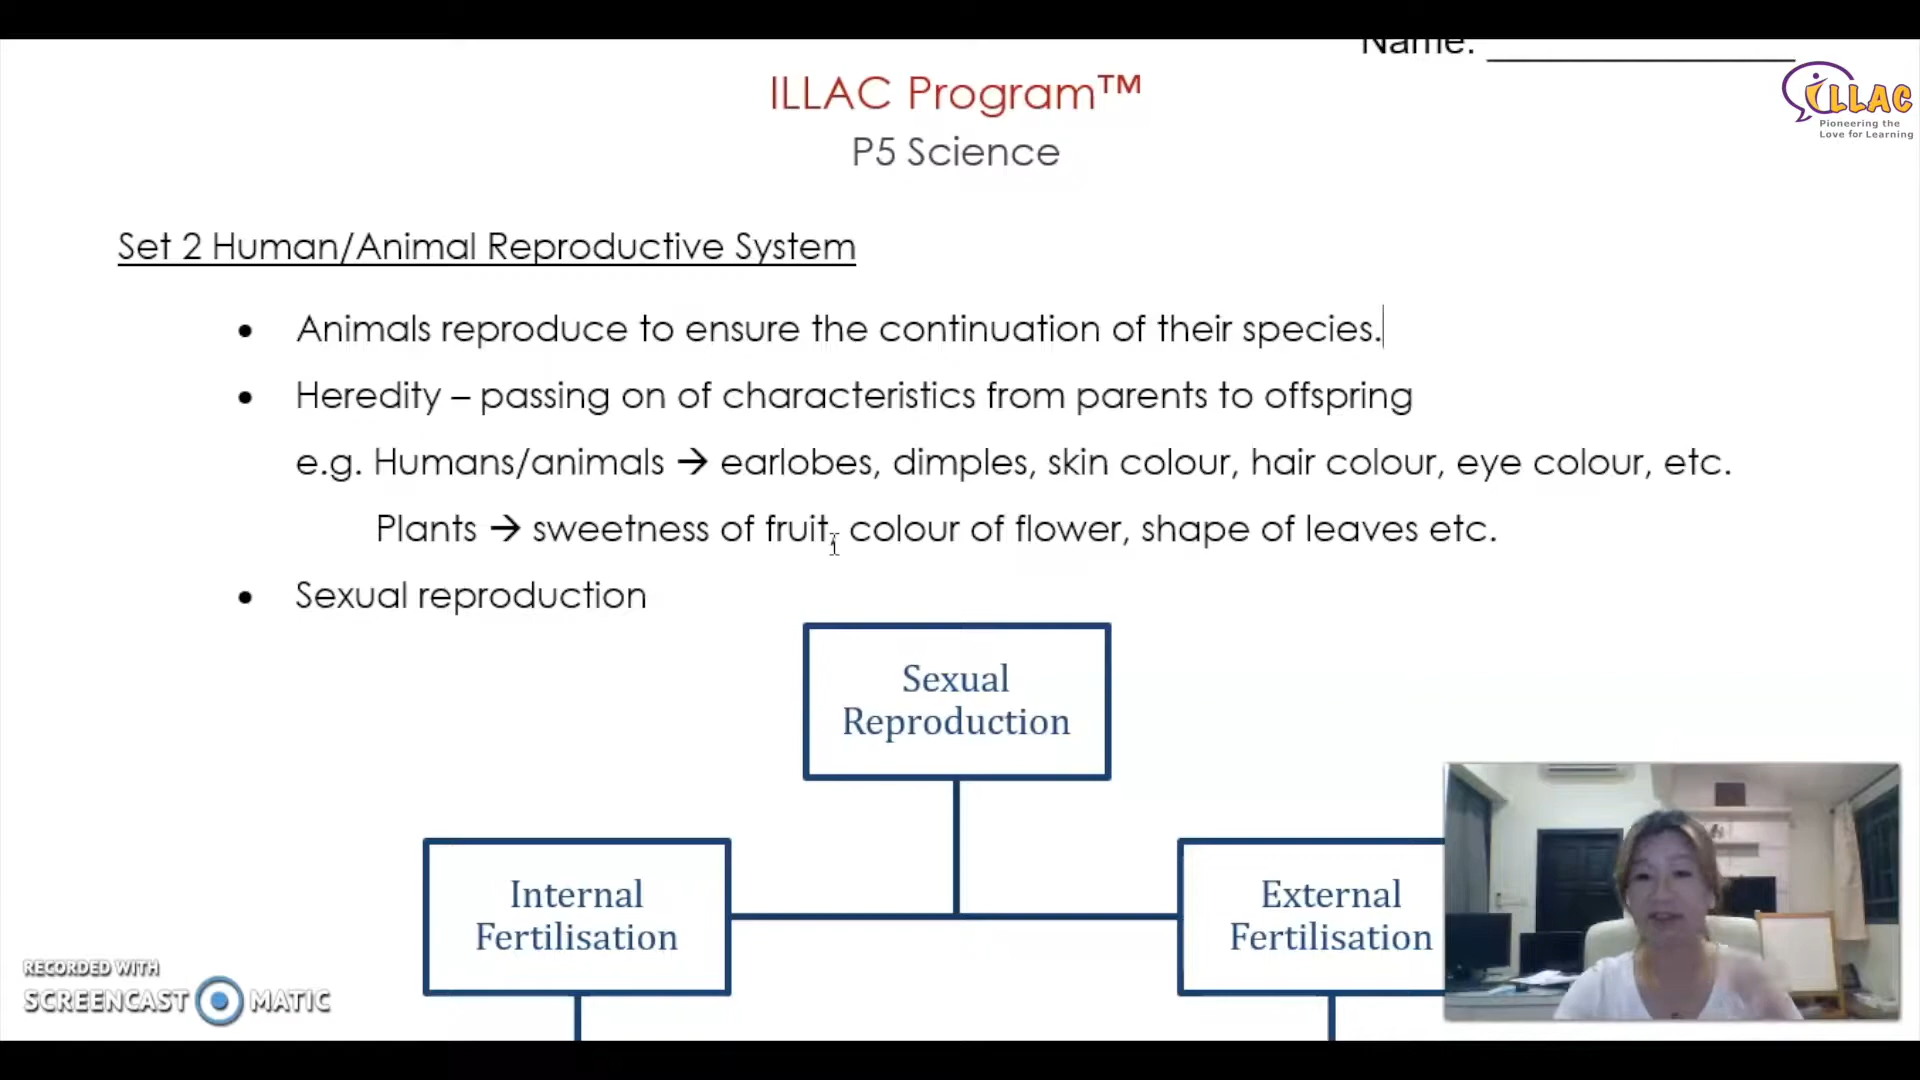 Name: ________________
ILLAC Program™
P5 Science
iLLAC
Pioneering the
Love for Learning
Set 2 Human/Animal Reproductive System
• Animals reproduce to ensure the continuation of their species.
• Heredity – passing on of characteristics from parents to offspring
e.g. Humans/animals → earlobes, dimples, skin colour, hair colour, eye colour, etc.
Plants → sweetness of fruit, colour of flower, shape of leaves etc.
• Sexual reproduction
Sexual
Reproduction
Internal
Fertilisation
External
Fertilisation
RECORDED WITH
SCREENCAST MATIC